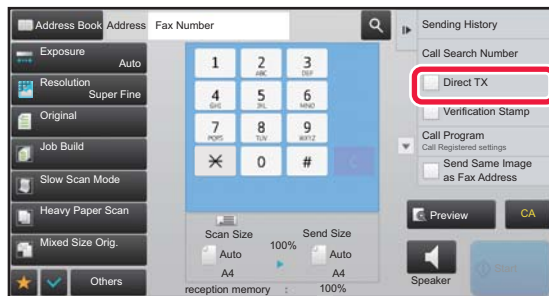 Address Book Address Fax Number
Exposure
Auto
Resolution
Super Fine
Original
Job Build
Slow Scan Mode
Heavy Paper Scan
Mixed Size Orig.
Others
1
2
ABC
3
DEF
4
GHI
5
JKL
6
MNO
7
PQRS
8
TUV
9
WXYZ
0
#
Scan Size
Send Size
100%
Auto
Auto
A4
A4
reception memory : 100%
Sending History
Call Search Number
Direct TX
Verification Stamp
Call Program
Call Registered settings
Send Same Image
as Fax Address
Preview
CA
Speaker
Start